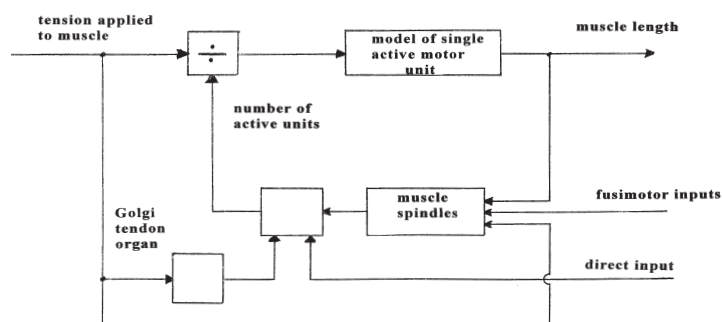 tension applied
to muscle
÷
model of single
active motor
unit
muscle length
number of
active units
muscle
spindles
fusimotor inputs
Golgi
tendon
organ
direct input